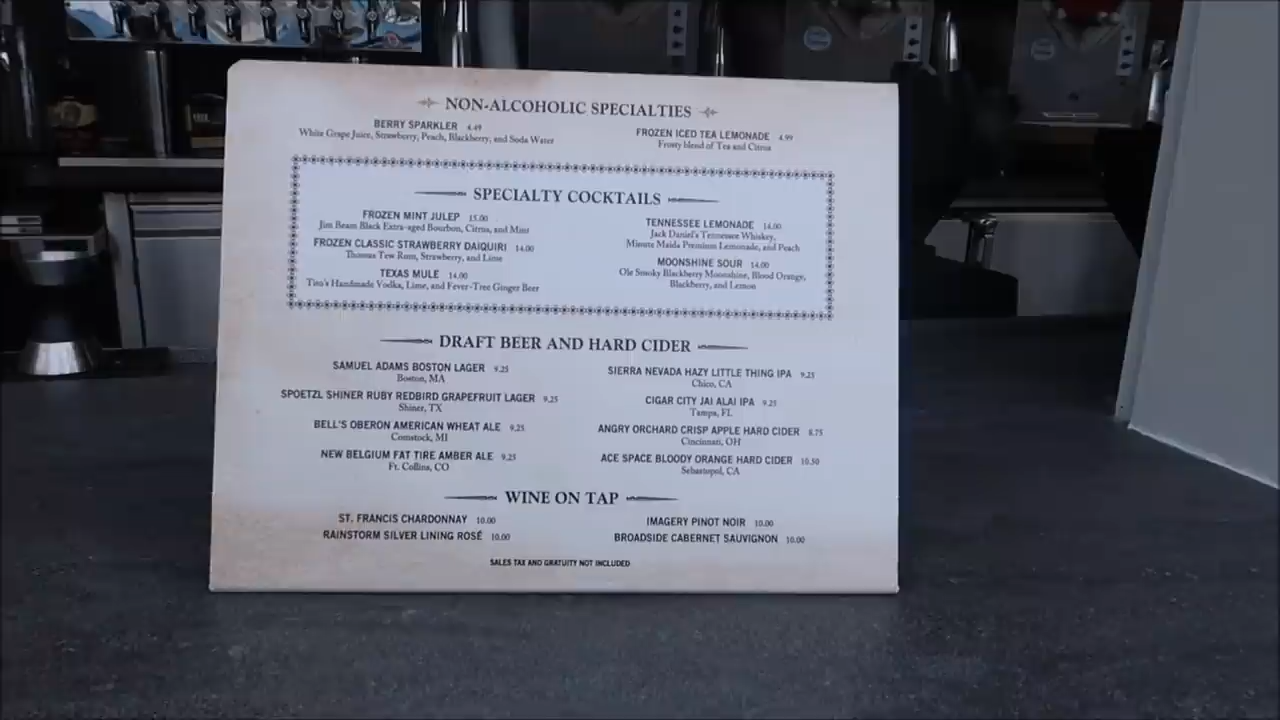 NON-ALCOHOLIC SPECIALTIES
BERRY SPARKLER 4.49
White Grape Juice, Strawberry, Peach, Blackberry, and Soda Water
FROZEN ICED TEA LEMONADE 4.99
Frosty blend of Tea and Citrus
SPECIALTY COCKTAILS
FROZEN MINT JULEP 15.00
Jim Beam Black Extra-aged Bourbon, Citrus, and Mint
FROZEN CLASSIC STRAWBERRY DAIQUIRI 14.00
Thomas Tew Rum, Strawberry, and Lime
TEXAS MULE 14.00
Tito's Handmade Vodka, Lime, and Fever-Tree Ginger Beer
TENNESSEE LEMONADE 14.00
Jack Daniel's Tennessee Whiskey,
Minute Maida Premium Lemonade, and Peach
MOONSHINE SOUR 14.00
Ole Smoky Blackberry Moonshine, Blood Orange,
Blackberry, and Lemon
DRAFT BEER AND HARD CIDER
SAMUEL ADAMS BOSTON LAGER 9.25
Boston, MA
SPOETZL SHINER RUBY REDBIRD GRAPEFRUIT LAGER 9.25
Shiner, TX
BELL'S OBERON AMERICAN WHEAT ALE 9.25
Comstock, MI
NEW BELGIUM FAT TIRE AMBER ALE 9.25
Ft. Collins, CO
SIERRA NEVADA HAZY LITTLE THING IPA 9.25
Chico, CA
CIGAR CITY JAI ALAI IPA 9.25
Tampa, FL
ANGRY ORCHARD CRISP APPLE HARD CIDER 8.75
Cincinnati, OH
ACE SPACE BLOODY ORANGE HARD CIDER 10.50
Sebastopol, CA
WINE ON TAP
ST. FRANCIS CHARDONNAY 10.00
RAINSTORM SILVER LINING ROSÉ 10.00
IMAGERY PINOT NOIR 10.00
BROADSIDE CABERNET SAUVIGNON 10.00
SALES TAX AND GRATUITY NOT INCLUDED